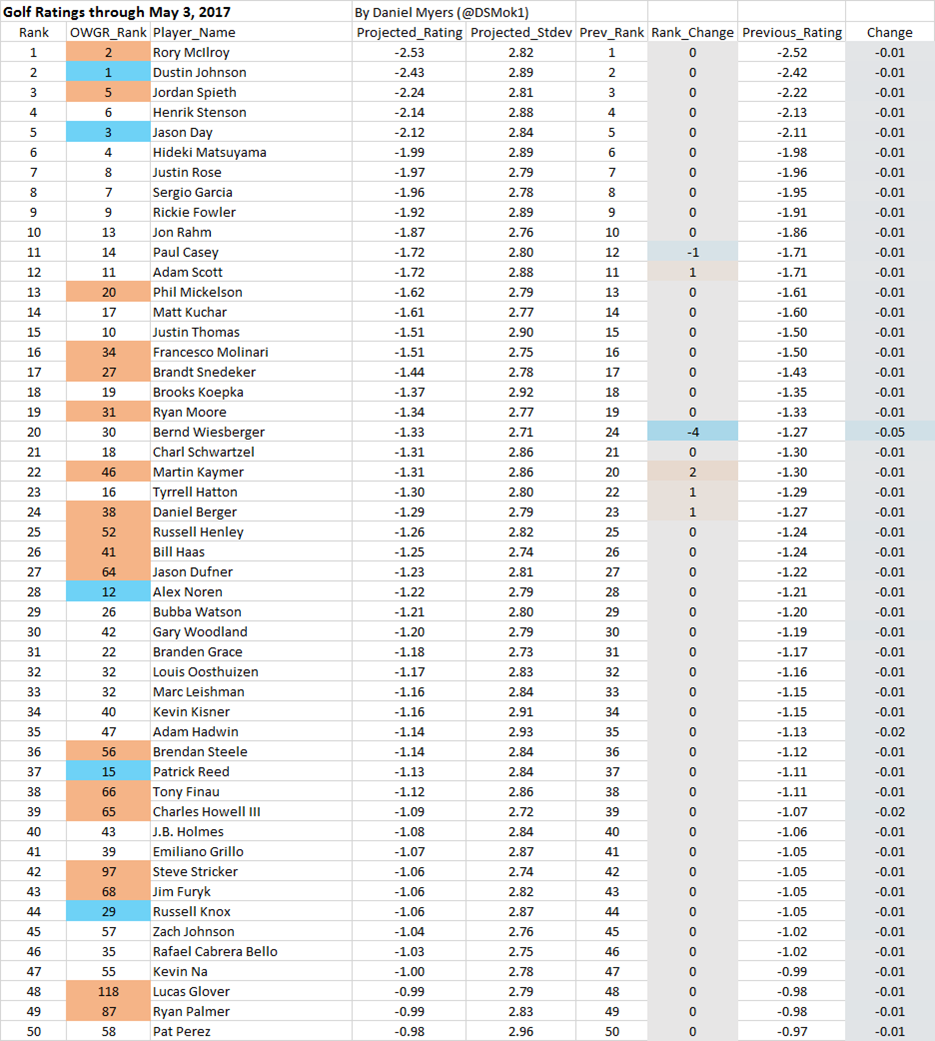 Golf Ratings through May 3, 2017 By Daniel Myers (@DSMok1)
Rank OWGR_Rank Player_Name Projected_Rating Projected_Stdev Prev_Rank Rank_Change Previous_Rating Change
1 2 Rory McIlroy -2.53 2.82 1 0 -2.52 -0.01
2 1 Dustin Johnson -2.43 2.89 2 0 -2.42 -0.01
3 5 Jordan Spieth -2.24 2.81 3 0 -2.22 -0.01
4 6 Henrik Stenson -2.14 2.88 4 0 -2.13 -0.01
5 3 Jason Day -2.12 2.84 5 0 -2.11 -0.01
6 4 Hideki Matsuyama -1.99 2.89 6 0 -1.98 -0.01
7 8 Justin Rose -1.97 2.79 7 0 -1.96 -0.01
8 7 Sergio Garcia -1.96 2.78 8 0 -1.95 -0.01
9 9 Rickie Fowler -1.92 2.89 9 0 -1.91 -0.01
10 13 Jon Rahm -1.87 2.76 10 0 -1.86 -0.01
11 14 Paul Casey -1.72 2.80 12 -1 -1.71 -0.01
12 11 Adam Scott -1.72 2.88 11 1 -1.71 -0.01
13 20 Phil Mickelson -1.62 2.79 13 0 -1.61 -0.01
14 17 Matt Kuchar -1.61 2.77 14 0 -1.60 -0.01
15 10 Justin Thomas -1.51 2.90 15 0 -1.50 -0.01
16 34 Francesco Molinari -1.51 2.75 16 0 -1.50 -0.01
17 27 Brandt Snedeker -1.44 2.78 17 0 -1.43 -0.01
18 19 Brooks Koepka -1.37 2.92 18 0 -1.35 -0.01
19 31 Ryan Moore -1.34 2.77 19 0 -1.33 -0.01
20 30 Bernd Wiesberger -1.33 2.71 24 -4 -1.27 -0.05
21 18 Charl Schwartzel -1.31 2.86 21 0 -1.30 -0.01
22 46 Martin Kaymer -1.31 2.86 20 2 -1.30 -0.01
23 16 Tyrrell Hatton -1.30 2.80 22 1 -1.29 -0.01
24 38 Daniel Berger -1.29 2.79 23 1 -1.27 -0.01
25 52 Russell Henley -1.26 2.82 25 0 -1.24 -0.01
26 41 Bill Haas -1.25 2.74 26 0 -1.24 -0.01
27 64 Jason Dufner -1.23 2.81 27 0 -1.22 -0.01
28 12 Alex Noren -1.22 2.79 28 0 -1.21 -0.01
29 26 Bubba Watson -1.21 2.80 29 0 -1.20 -0.01
30 42 Gary Woodland -1.20 2.79 30 0 -1.19 -0.01
31 22 Branden Grace -1.18 2.73 31 0 -1.17 -0.01
32 32 Louis Oosthuizen -1.17 2.83 32 0 -1.16 -0.01
33 32 Marc Leishman -1.16 2.84 33 0 -1.15 -0.01
34 40 Kevin Kisner -1.16 2.91 34 0 -1.15 -0.01
35 47 Adam Hadwin -1.14 2.93 35 0 -1.13 -0.02
36 56 Brendan Steele -1.14 2.84 36 0 -1.12 -0.01
37 15 Patrick Reed -1.13 2.84 37 0 -1.11 -0.01
38 66 Tony Finau -1.12 2.86 38 0 -1.11 -0.01
39 65 Charles Howell III -1.09 2.72 39 0 -1.07 -0.02
40 43 J.B. Holmes -1.08 2.84 40 0 -1.06 -0.01
41 39 Emiliano Grillo -1.07 2.87 41 0 -1.05 -0.01
42 97 Steve Stricker -1.06 2.74 42 0 -1.05 -0.01
43 68 Jim Furyk -1.06 2.82 43 0 -1.05 -0.01
44 29 Russell Knox -1.06 2.87 44 0 -1.05 -0.01
45 57 Zach Johnson -1.04 2.76 45 0 -1.02 -0.01
46 35 Rafael Cabrera Bello -1.03 2.75 46 0 -1.02 -0.01
47 55 Kevin Na -1.00 2.78 47 0 -0.99 -0.01
48 118 Lucas Glover -0.99 2.79 48 0 -0.98 -0.01
49 87 Ryan Palmer -0.99 2.83 49 0 -0.98 -0.01
50 58 Pat Perez -0.98 2.96 50 0 -0.97 -0.01